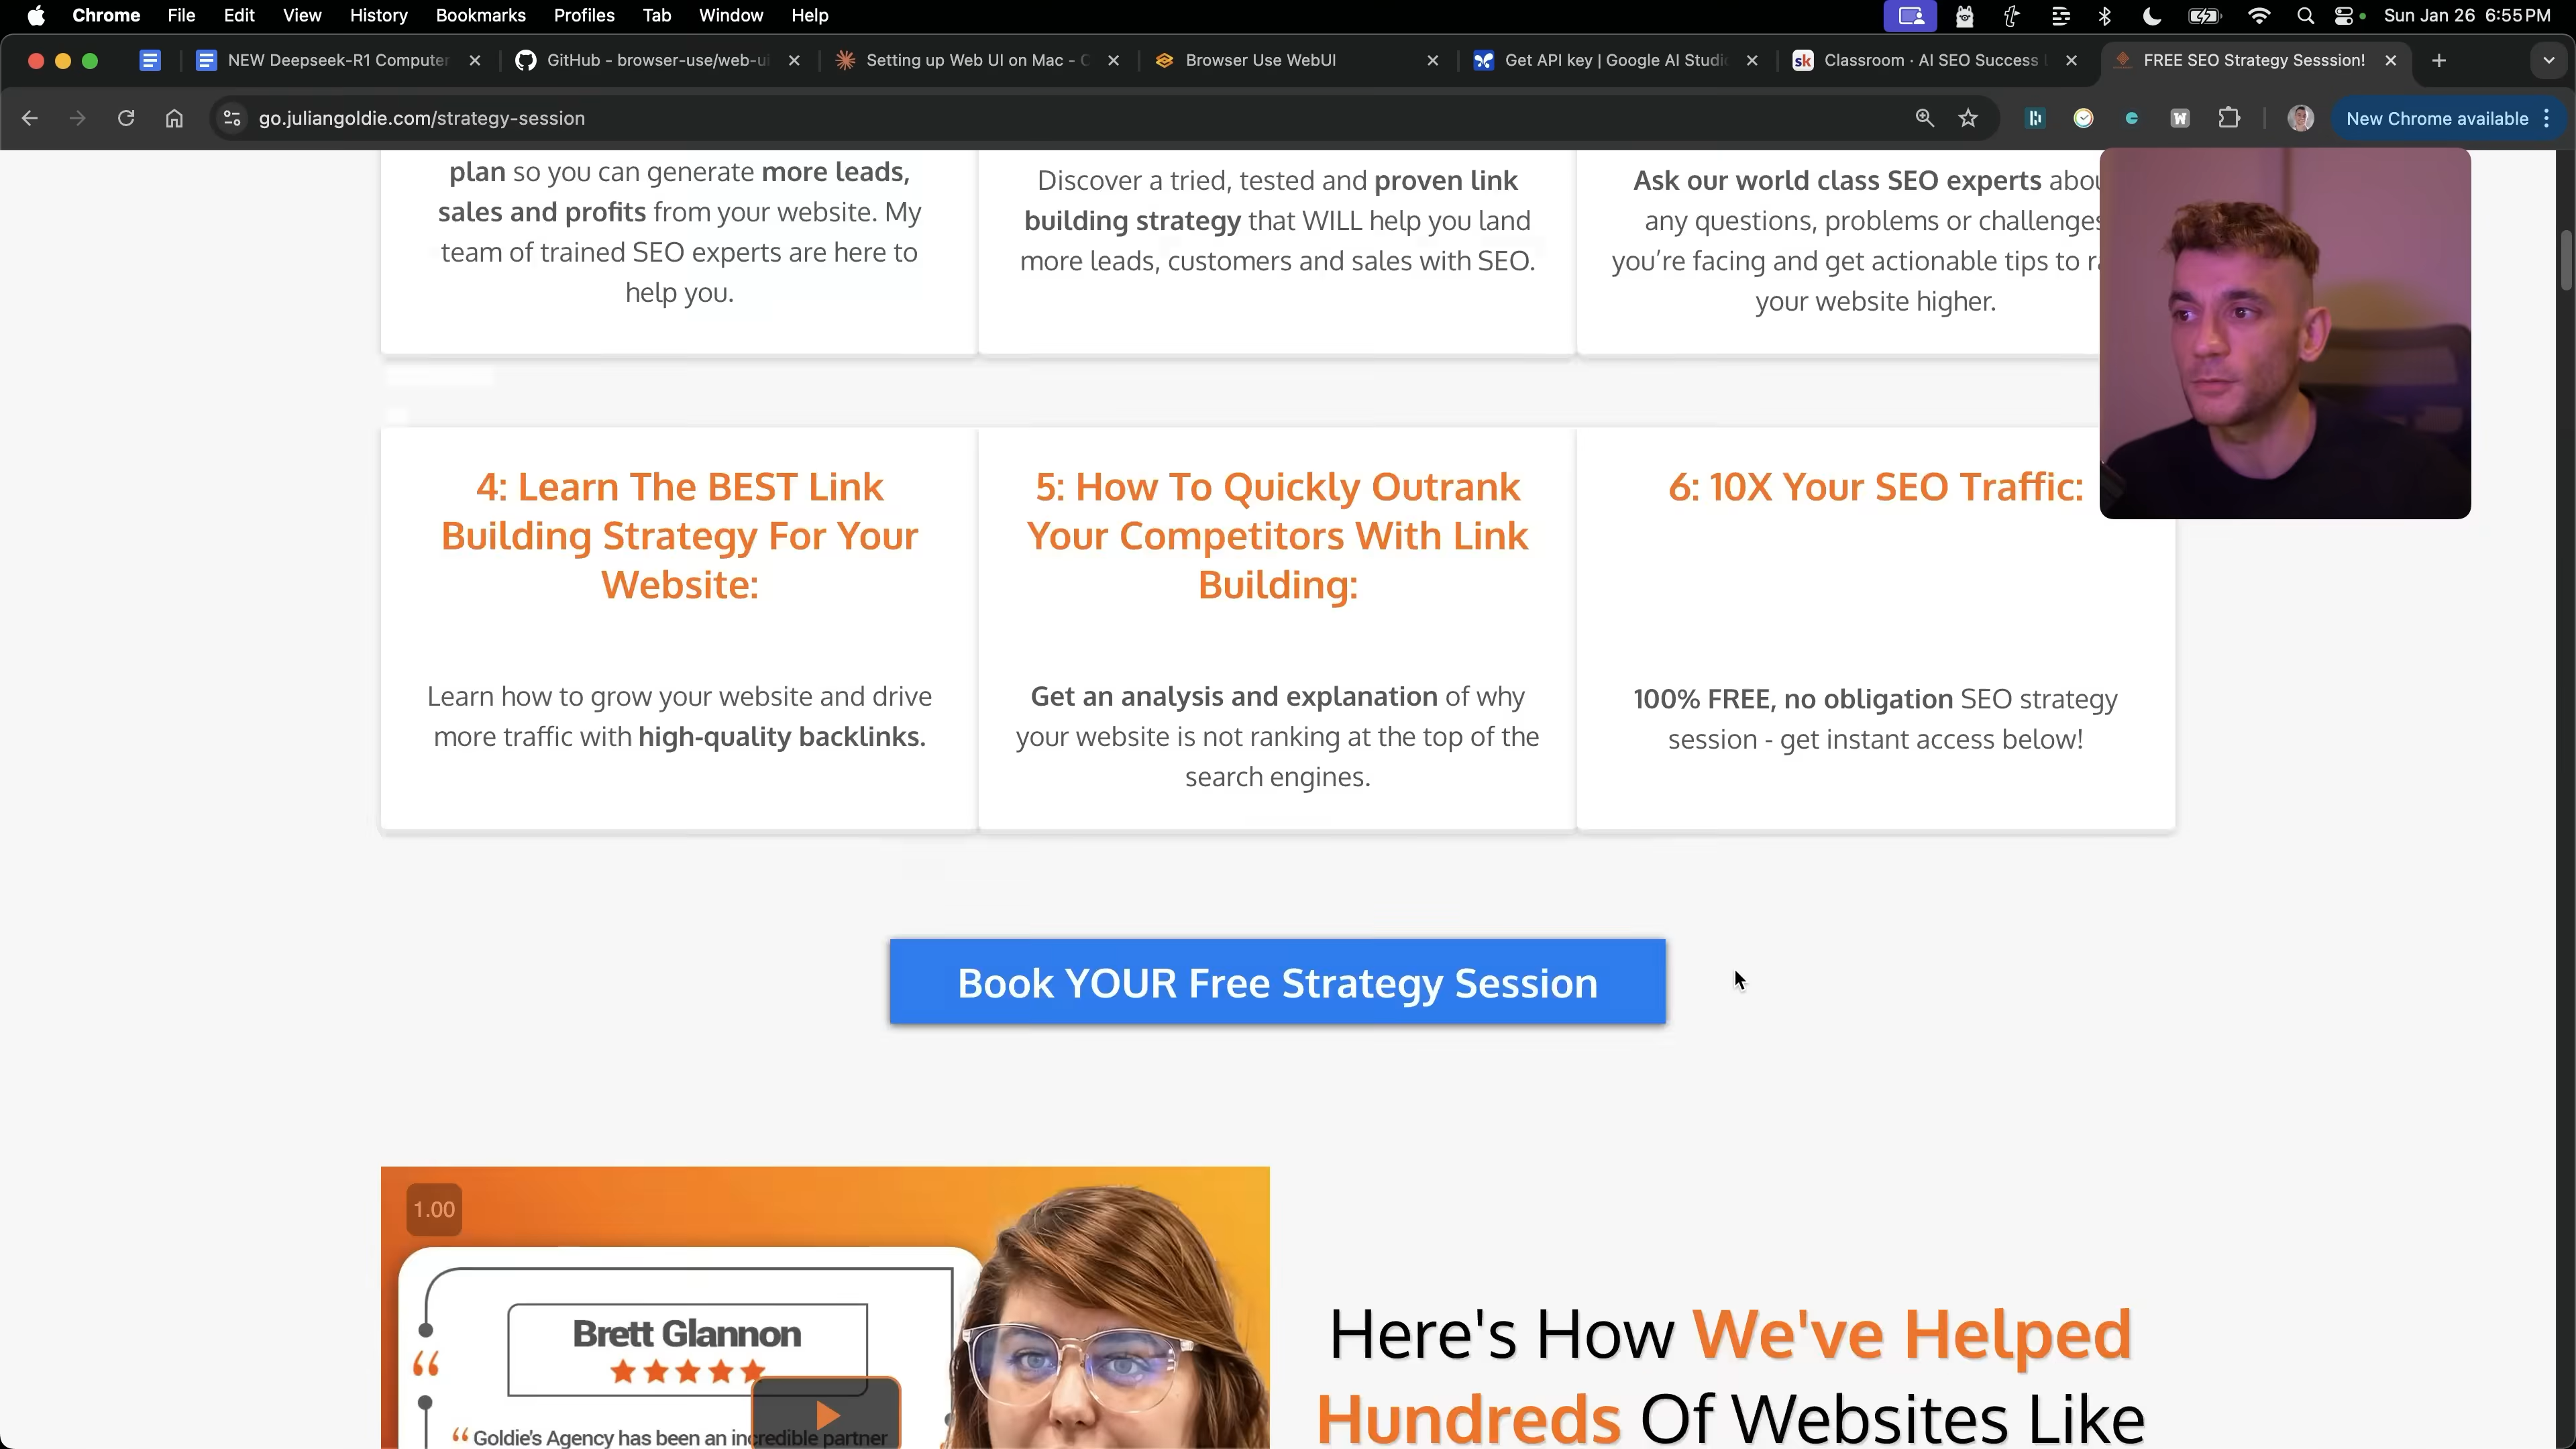 Chrome File Edit View History Bookmarks Profiles Tab Window Help Sun Jan 26 6:55 PM
NEW Deepseek-R1 Computer GitHub - browser-use/web-ui Setting up Web UI on Mac - C Browser Use WebUI Get API key | Google AI Studi Classroom · AI SEO Success FREE SEO Strategy Sesssion!
go.juliangoldie.com/strategy-session New Chrome available
plan so you can generate more leads,
sales and profits from your website. My
team of trained SEO experts are here to
help you.
Discover a tried, tested and proven link
building strategy that WILL help you land
more leads, customers and sales with SEO.
Ask our world class SEO experts abou
any questions, problems or challenges
you're facing and get actionable tips to r
your website higher.
4: Learn The BEST Link
Building Strategy For Your
Website:
Learn how to grow your website and drive
more traffic with high-quality backlinks.
5: How To Quickly Outrank
Your Competitors With Link
Building:
Get an analysis and explanation of why
your website is not ranking at the top of the
search engines.
6: 10X Your SEO Traffic:
100% FREE, no obligation SEO strategy
session - get instant access below!
Book YOUR Free Strategy Session
1.00
Brett Glannon
“ Goldie's Agency has been an incredible partner
Here's How We've Helped
Hundreds Of Websites Like